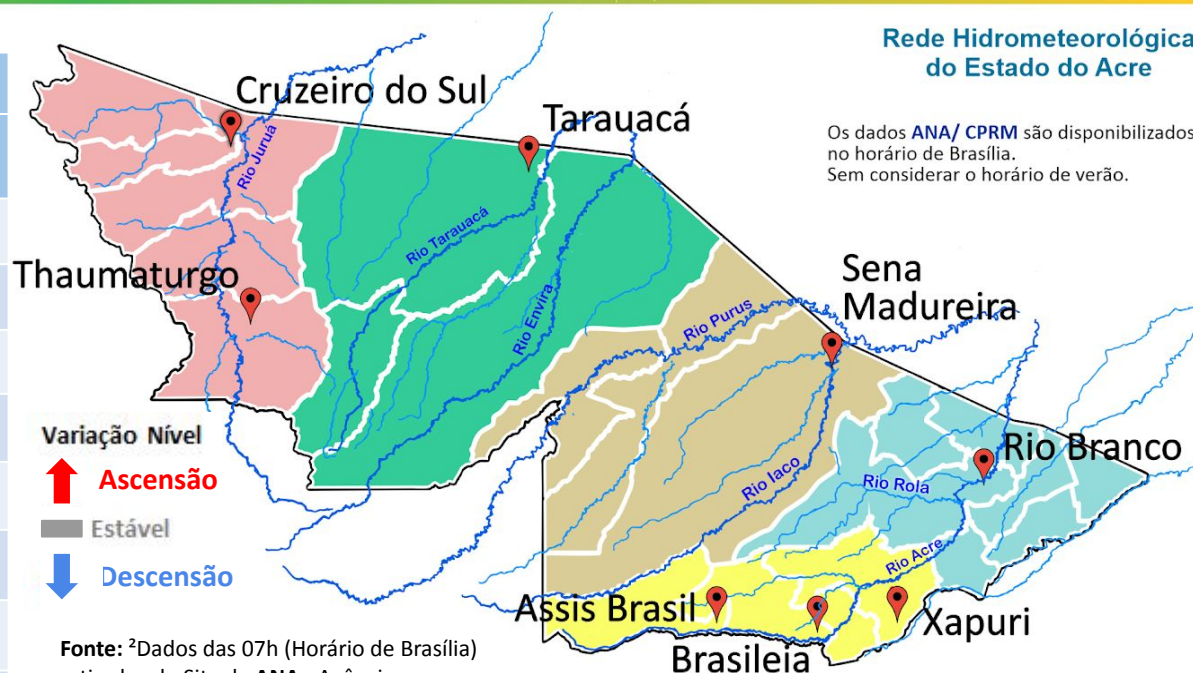 Rede Hidrometeorológica
do Estado do Acre
Os dados ANA/ CPRM são disponibilizados
no horário de Brasília.
Sem considerar o horário de verão.
Cruzeiro do Sul
Tarauacá
Rio Juruá
Rio Tarauacá
Thaumaturgo
Sena
Madureira
Rio Envira
Rio Purus
Variação Nível
Ascensão
Estável
Descensão
Rio Branco
Rio Iaco
Rio Rola
Rio Acre
Assis Brasil
Xapuri
Brasileia
Fonte: ²Dados das 07h (Horário de Brasília)